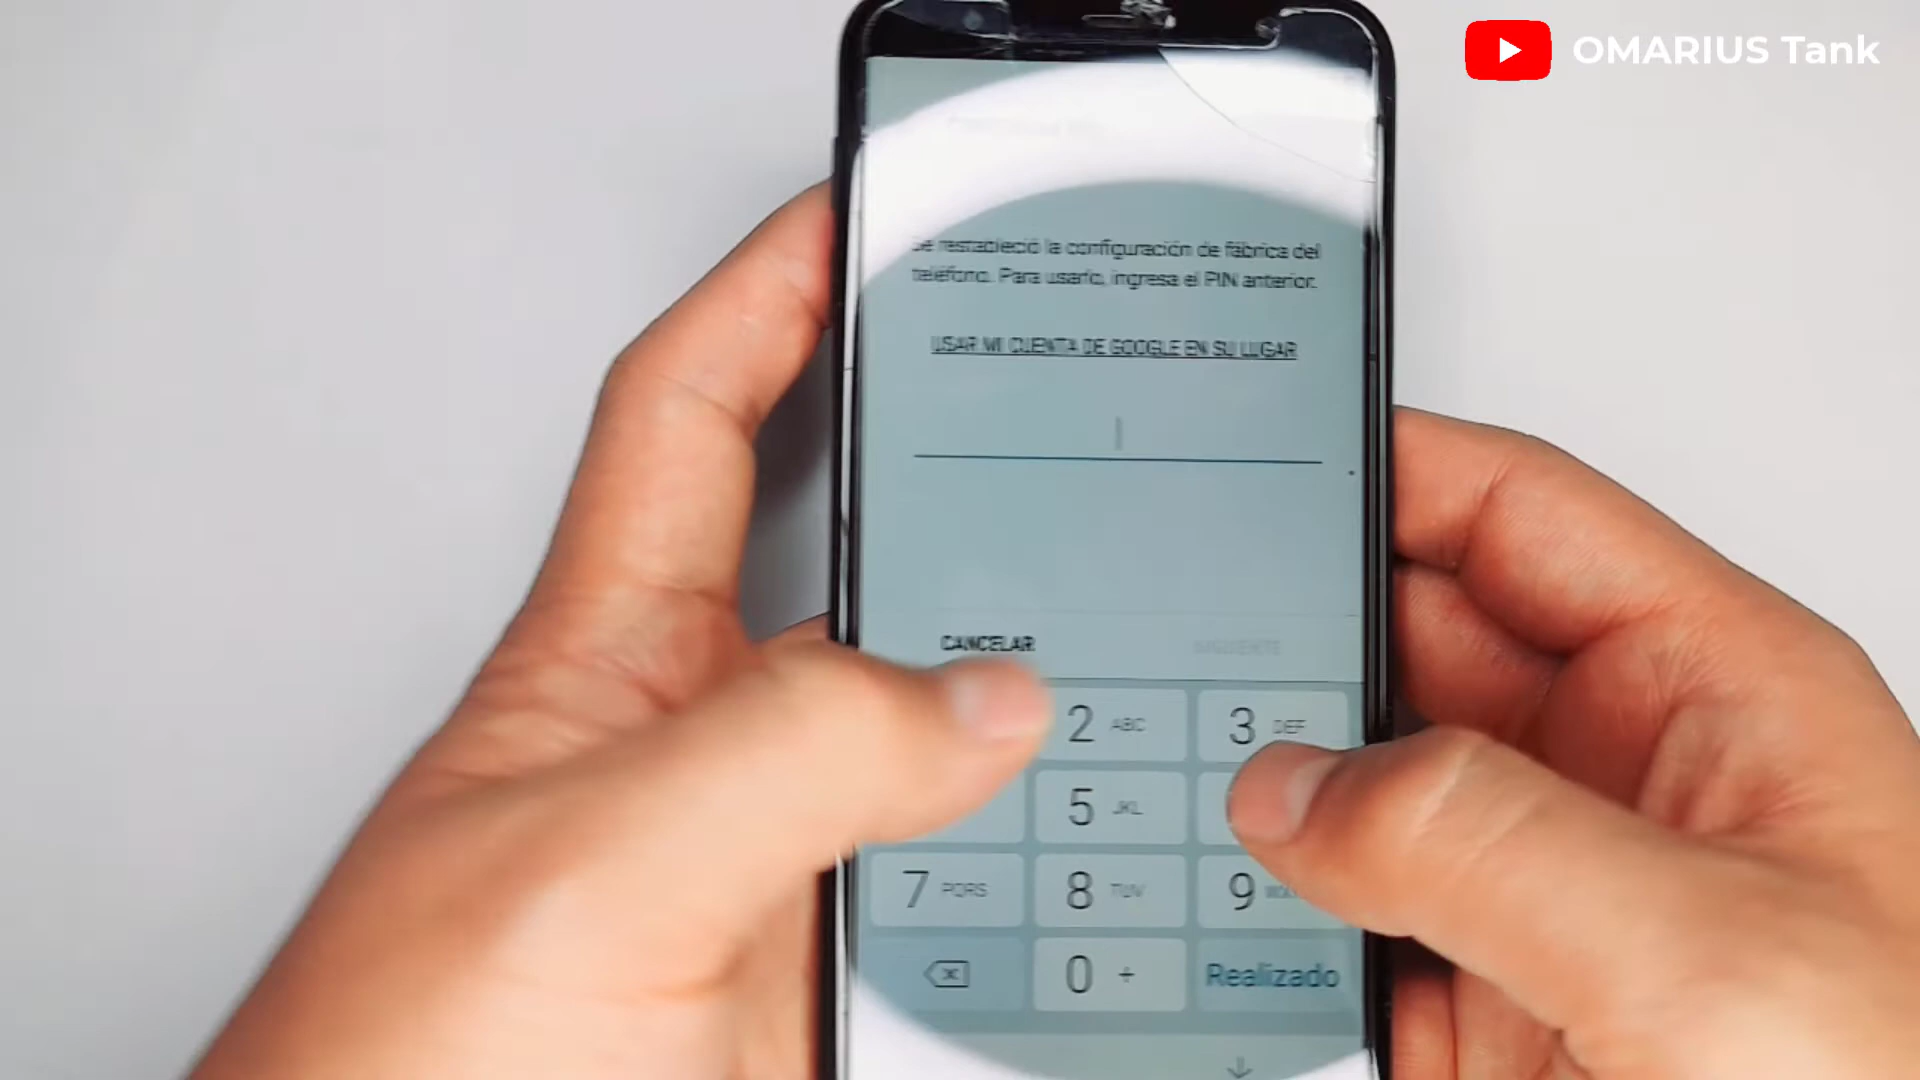 OMARIUS Tank
Se restableció la configuración de fábrica del
teléfono. Para usarlo, ingresa el PIN anterior.
USAR MI CUENTA DE GOOGLE EN SU LUGAR
CANCELAR SIGUIENTE
2 ABC 3 DEF
5 JKL
7 PQRS 8 TUV 9
0 + Realizado